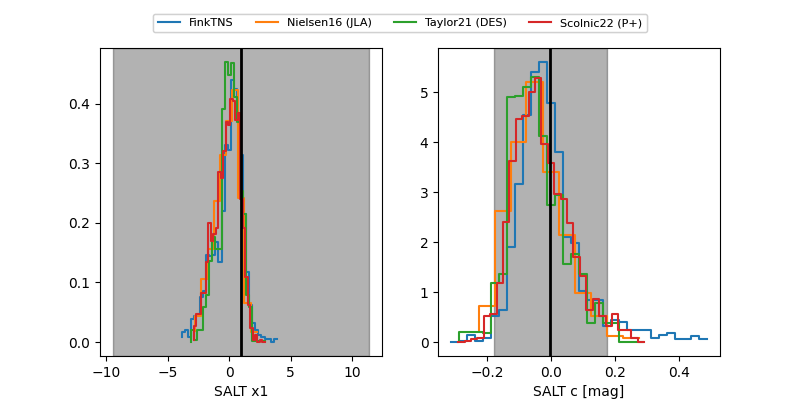 FinkTNS Nielsen16 (JLA) Taylor21 (DES) Scolnic22 (P+)
0.4
0.3
0.2
0.1
0.0
−10 −5 0 5 10
SALT x1
5
4
3
2
1
0
−0.2 0.0 0.2 0.4
SALT c [mag]